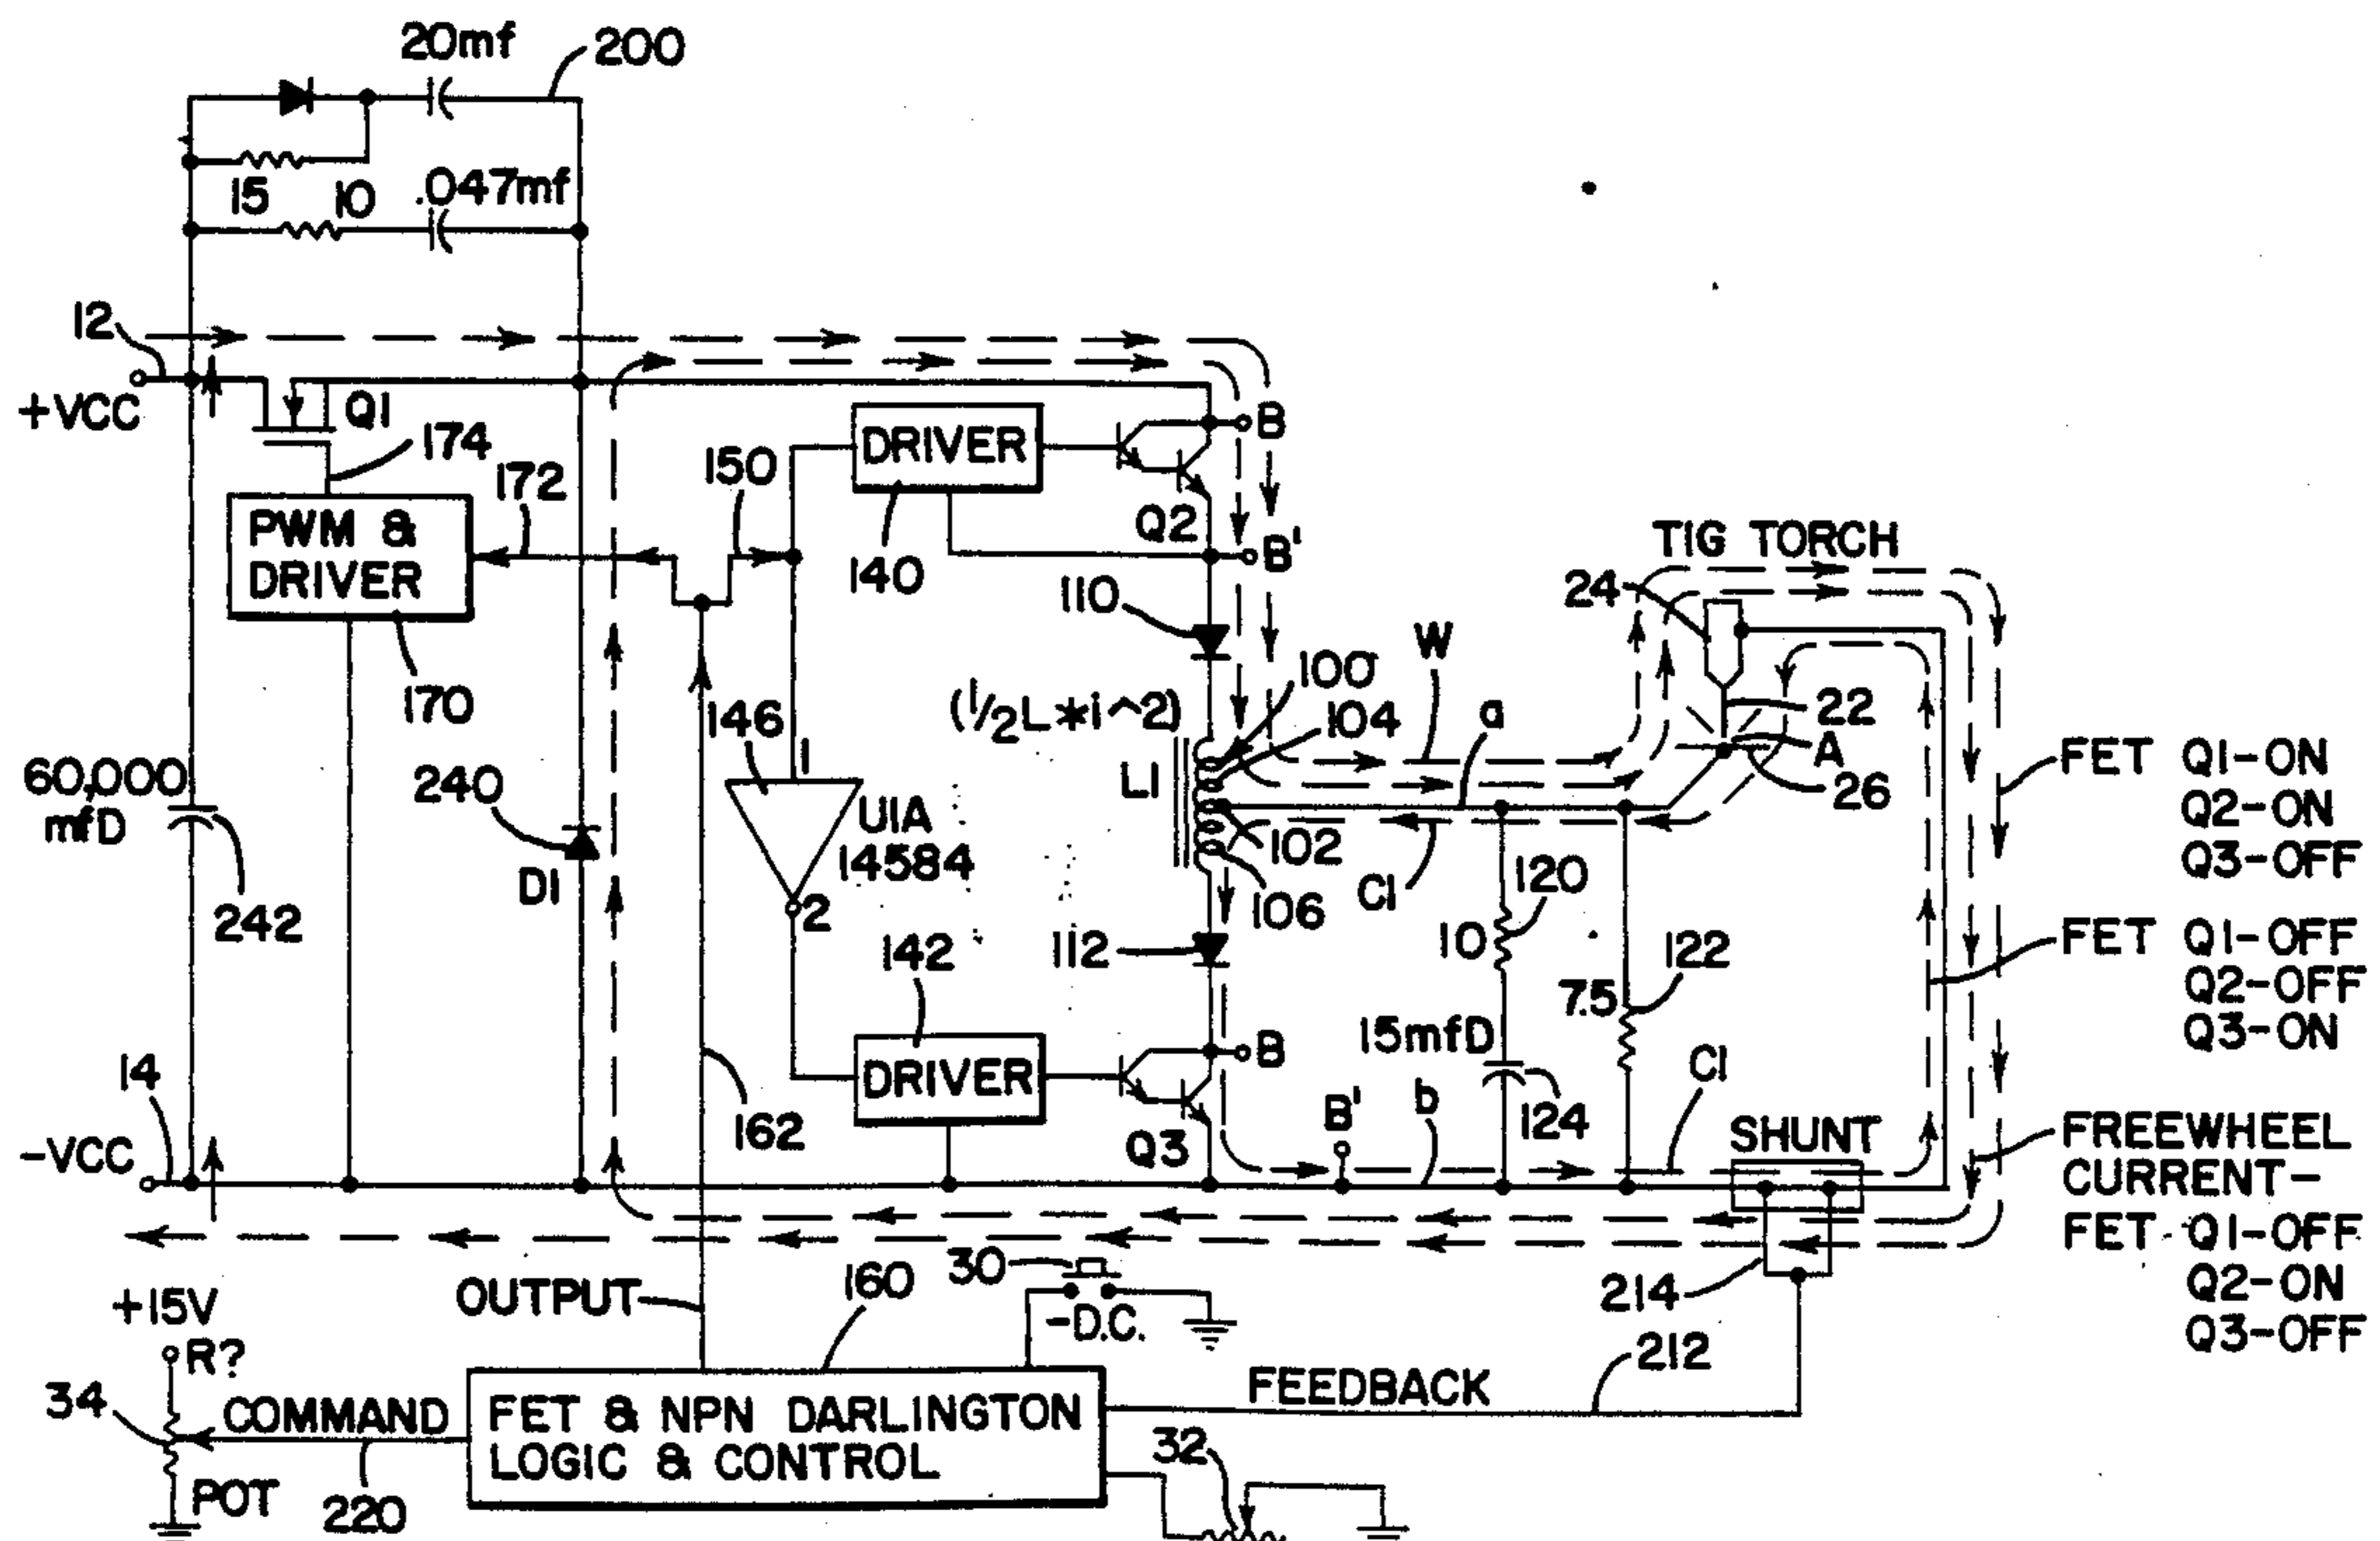 20mf
200
15
10
.047mf
12
+VCC
Q1
174
172
150
PWM &
DRIVER
170
DRIVER
140
Q2
B
B'
110
TIG TORCH
24
W
100
(1/2L*i^2)
104
a
22
A
26
146
1
L1
102
60,000
mfD
240
U1A
14584
D1
242
2
C1
106
120
10
112
142
122
7.5
15mfD
124
DRIVER
B
Q3
B'
b
C1
SHUNT
14
-VCC
162
FET Q1-ON
Q2-ON
Q3-OFF
FET Q1-OFF
Q2-OFF
Q3-ON
FREEWHEEL
CURRENT-
FET Q1-OFF
Q2-ON
Q3-OFF
OUTPUT
160
30
-D.C.
214
212
+15V
R?
34
COMMAND
POT
220
FET & NPN DARLINGTON
LOGIC & CONTROL
FEEDBACK
32